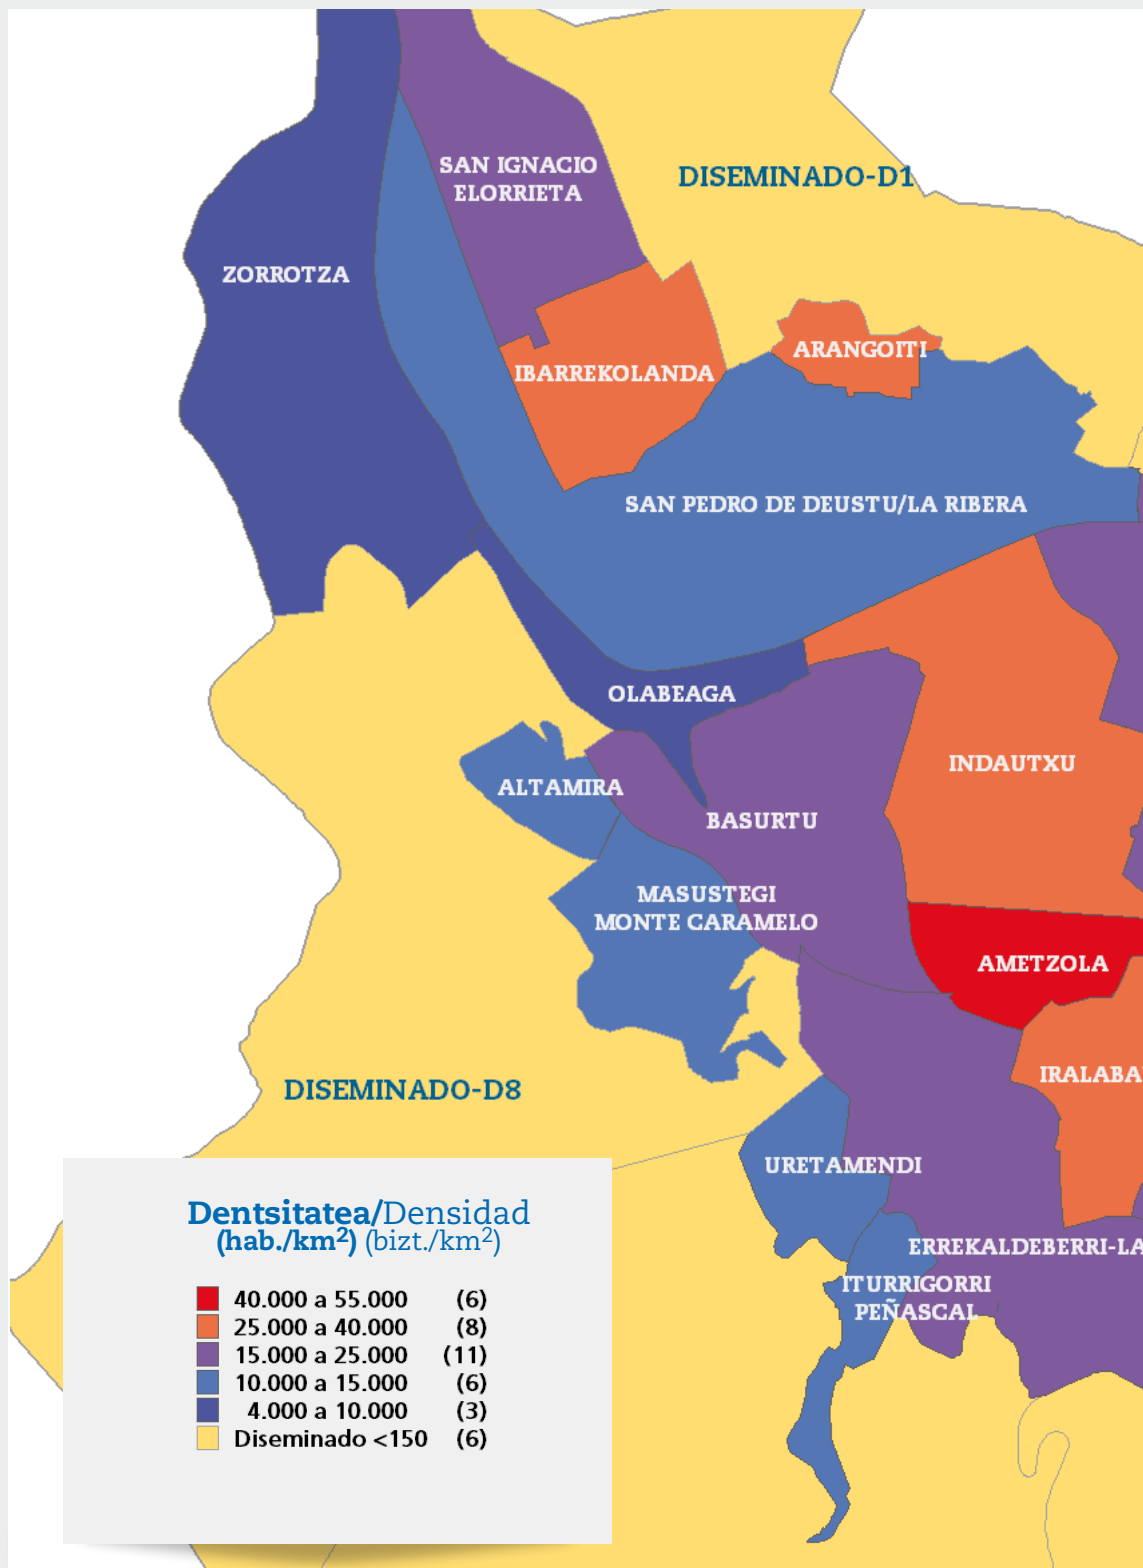 SAN IGNACIO
ELORRIETA
DISEMINADO-D1
ZORROTZA
ARANGOITI
IBARREKOLANDA
SAN PEDRO DE DEUSTU/LA RIBERA
OLABEAGA
INDAUTXU
ALTAMIRA
BASURTU
MASUSTEGI
MONTE CARAMELO
AMETZOLA
IRALABA
DISEMINADO-D8
URETAMENDI
ERREKALDEBERRI-LA
ITURRIGORRI
PEÑASCAL
Dentsitatea/Densidad
(hab./km²) (bizt./km²)
40.000 a 55.000 (6)
25.000 a 40.000 (8)
15.000 a 25.000 (11)
10.000 a 15.000 (6)
4.000 a 10.000 (3)
Diseminado <150 (6)